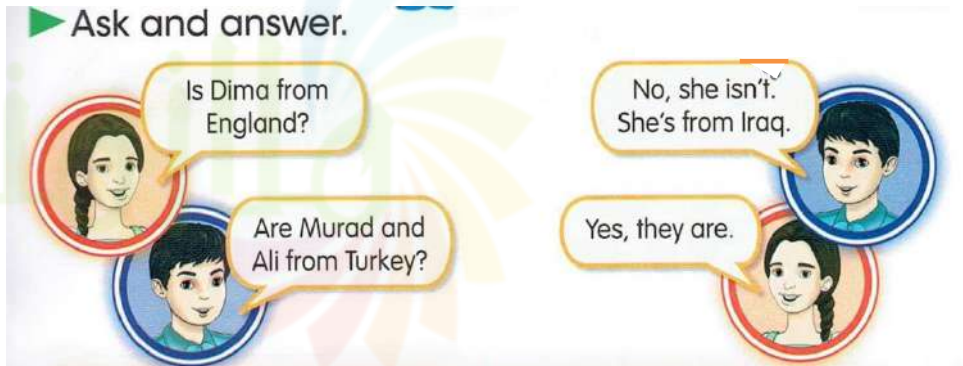 Ask and answer.
Is Dima from
England?
No, she isn't.
She's from Iraq.
Are Murad and
Ali from Turkey?
Yes, they are.